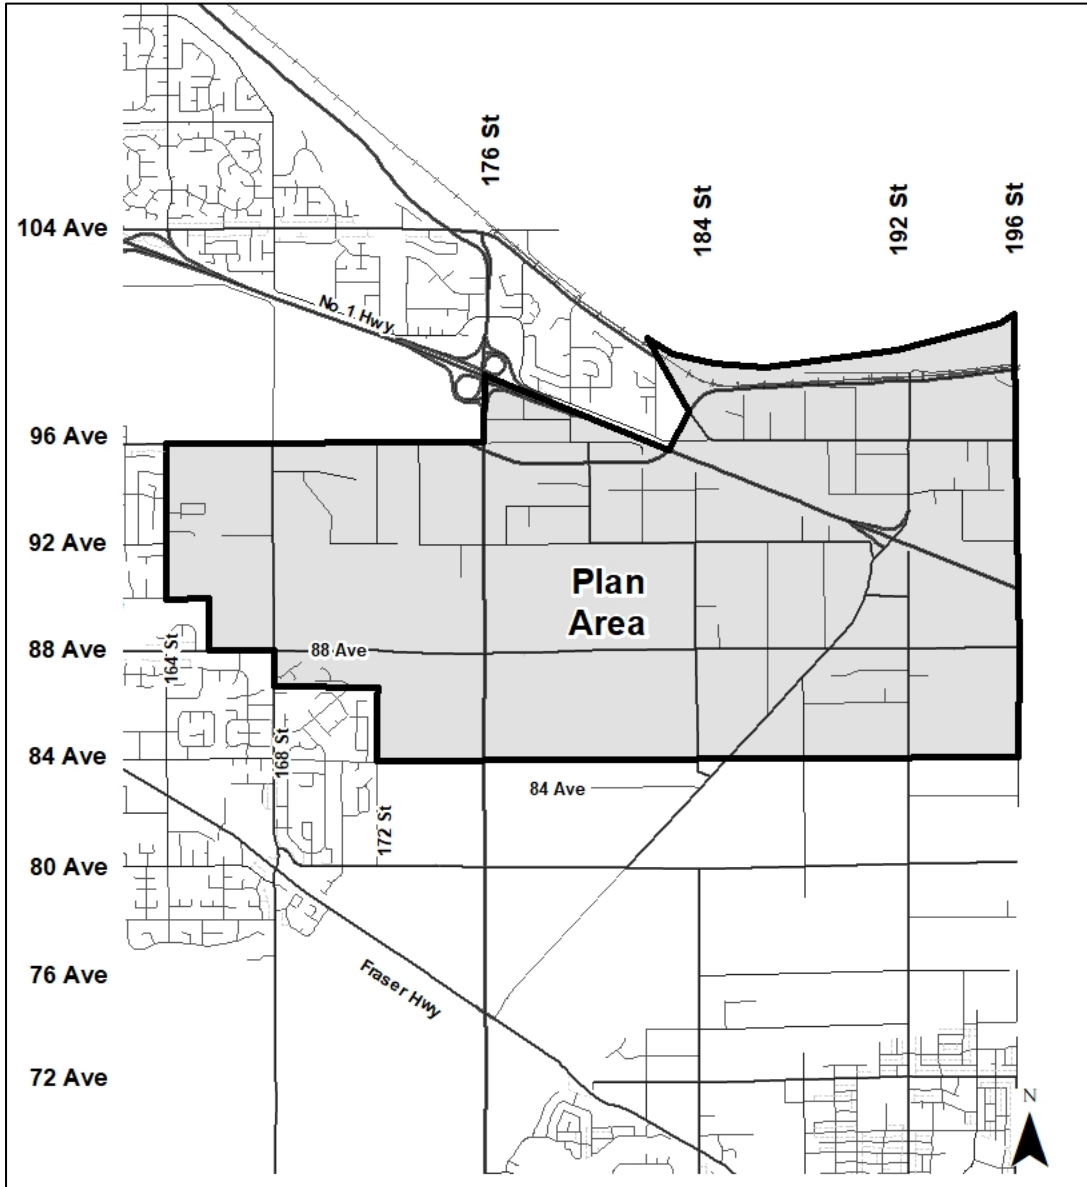 176 St
184 St
192 St
196 St
104 Ave
No. 1 Hwy
96 Ave
92 Ave
Plan
Area
88 Ave
88 Ave
164 St
84 Ave
168 St
84 Ave
172 St
80 Ave
76 Ave
Fraser Hwy
72 Ave
N